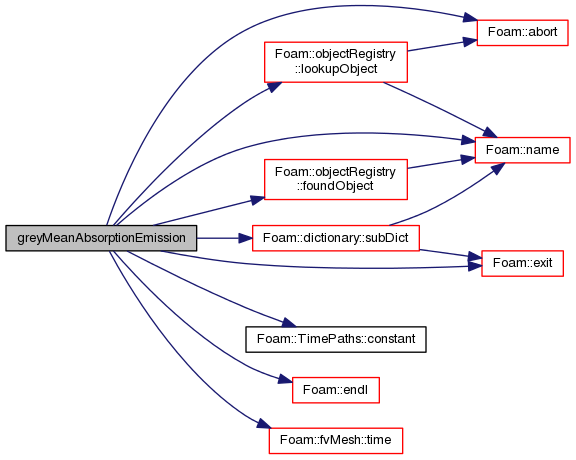 Foam::abort
Foam::objectRegistry
::lookupObject
Foam::name
Foam::objectRegistry
::foundObject
greyMeanAbsorptionEmission
Foam::dictionary::subDict
Foam::exit
Foam::TimePaths::constant
Foam::endl
Foam::fvMesh::time